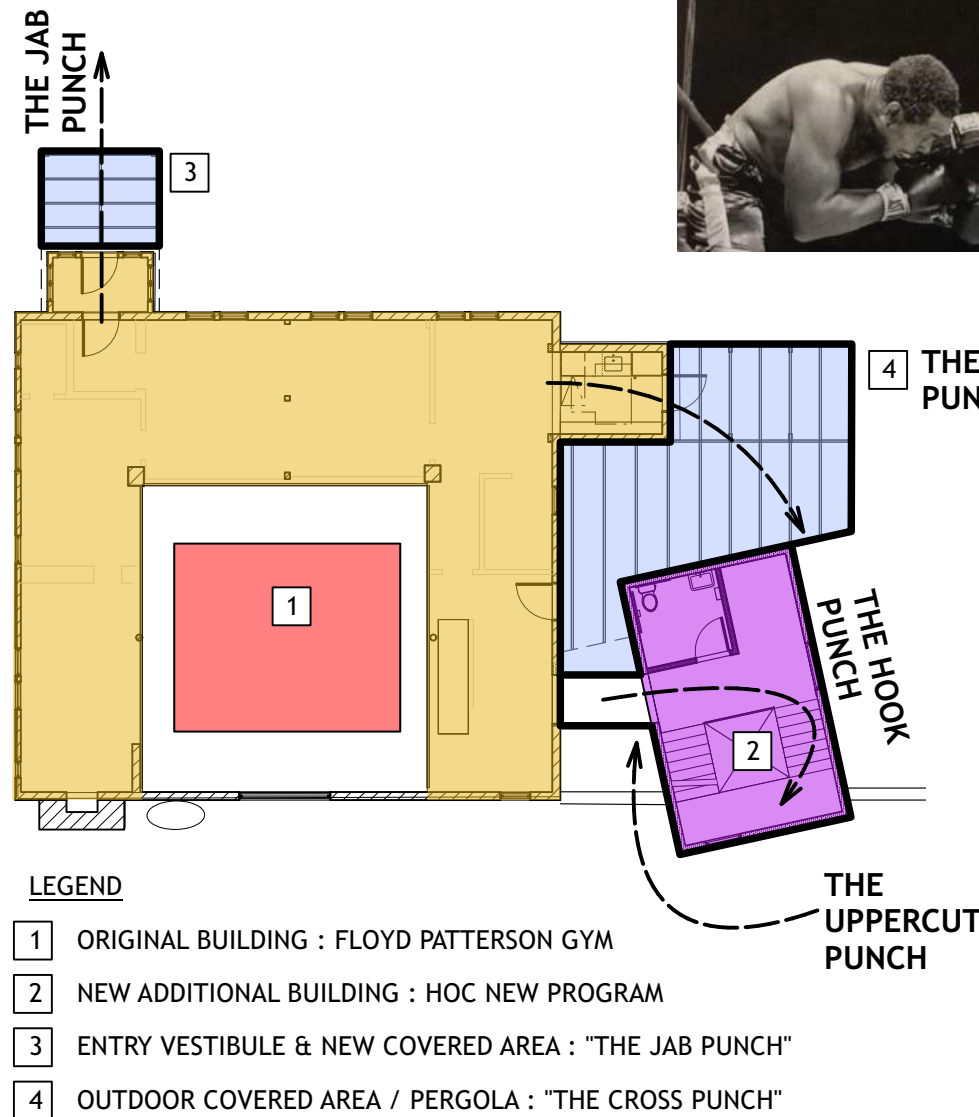 THE JAB
PUNCH
3
4
THE
PUN
1
THE HOOK
PUNCH
2
THE
UPPERCUT
PUNCH
LEGEND
1 ORIGINAL BUILDING : FLOYD PATTERSON GYM
2 NEW ADDITIONAL BUILDING : HOC NEW PROGRAM
3 ENTRY VESTIBULE & NEW COVERED AREA : "THE JAB PUNCH"
4 OUTDOOR COVERED AREA / PERGOLA : "THE CROSS PUNCH"